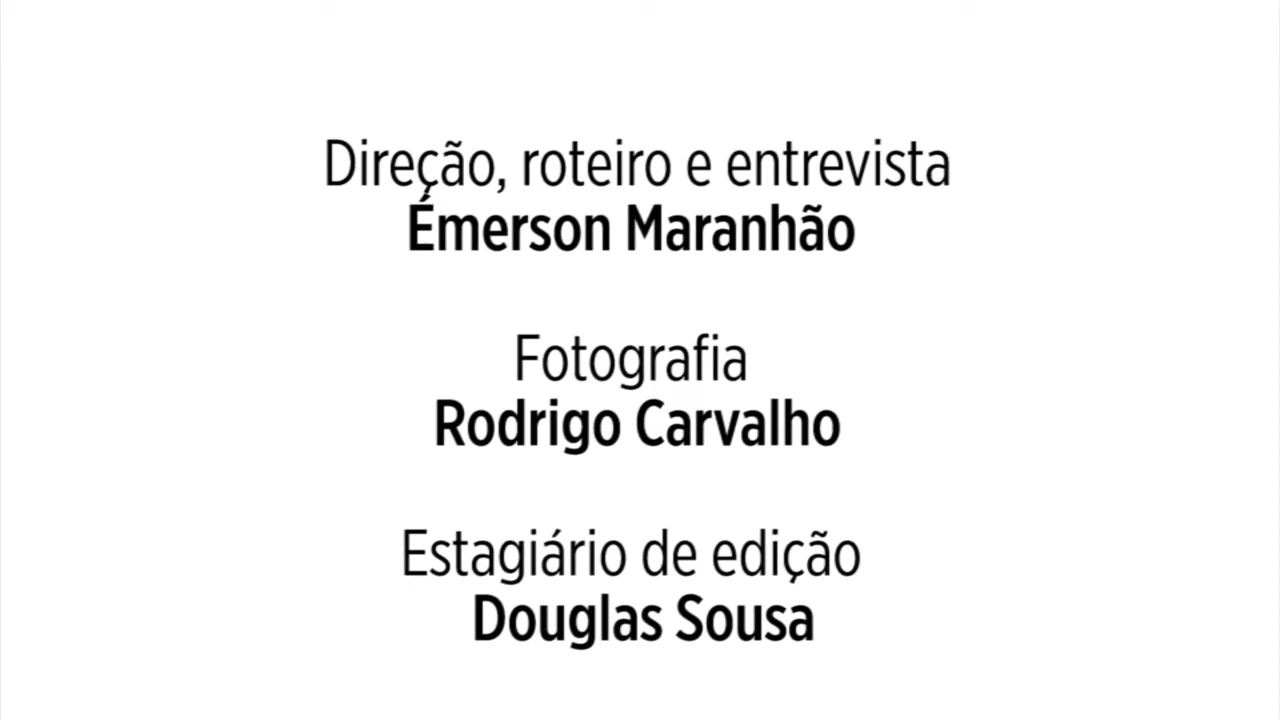 Direção, roteiro e entrevista
Émerson Maranhão
Fotografia
Rodrigo Carvalho
Estagiário de edição
Douglas Sousa